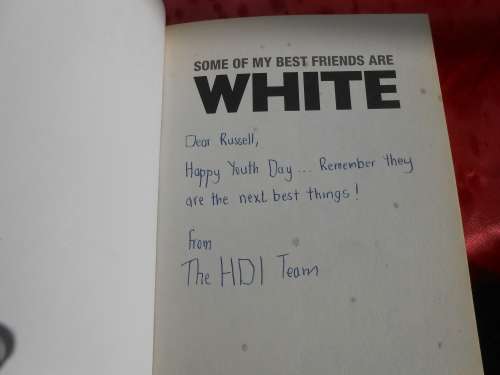 SOME OF MY BEST FRIENDS ARE
WHITE
Dear Russell,
Happy Youth Day ... Remember they
are the next best things!
from
The HDI Team